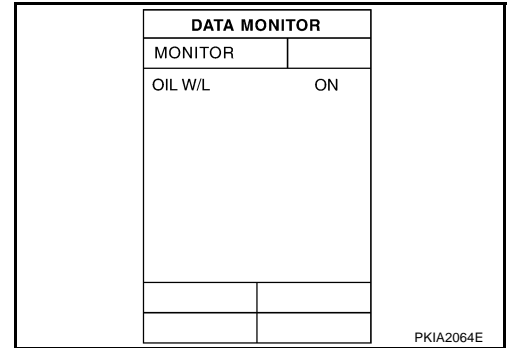 DATA MONITOR
MONITOR
OIL W/L ON
PKIA2064E